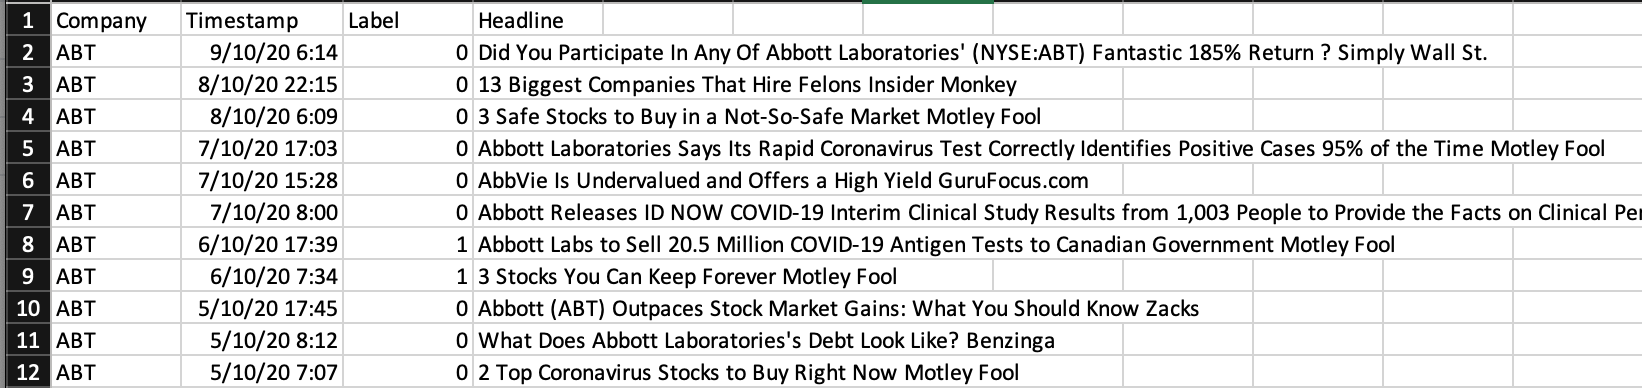 1 Company Timestamp Label Headline
2 ABT 9/10/20 6:14 0 Did You Participate In Any Of Abbott Laboratories' (NYSE:ABT) Fantastic 185% Return ? Simply Wall St.
3 ABT 8/10/20 22:15 0 13 Biggest Companies That Hire Felons Insider Monkey
4 ABT 8/10/20 6:09 0 3 Safe Stocks to Buy in a Not-So-Safe Market Motley Fool
5 ABT 7/10/20 17:03 0 Abbott Laboratories Says Its Rapid Coronavirus Test Correctly Identifies Positive Cases 95% of the Time Motley Fool
6 ABT 7/10/20 15:28 0 AbbVie Is Undervalued and Offers a High Yield GuruFocus.com
7 ABT 7/10/20 8:00 0 Abbott Releases ID NOW COVID-19 Interim Clinical Study Results from 1,003 People to Provide the Facts on Clinical
8 ABT 6/10/20 17:39 1 Abbott Labs to Sell 20.5 Million COVID-19 Antigen Tests to Canadian Government Motley Fool
9 ABT 6/10/20 7:34 1 3 Stocks You Can Keep Forever Motley Fool
10 ABT 5/10/20 17:45 0 Abbott (ABT) Outpaces Stock Market Gains: What You Should Know Zacks
11 ABT 5/10/20 8:12 0 What Does Abbott Laboratories's Debt Look Like? Benzinga
12 ABT 5/10/20 7:07 0 2 Top Coronavirus Stocks to Buy Right Now Motley Fool